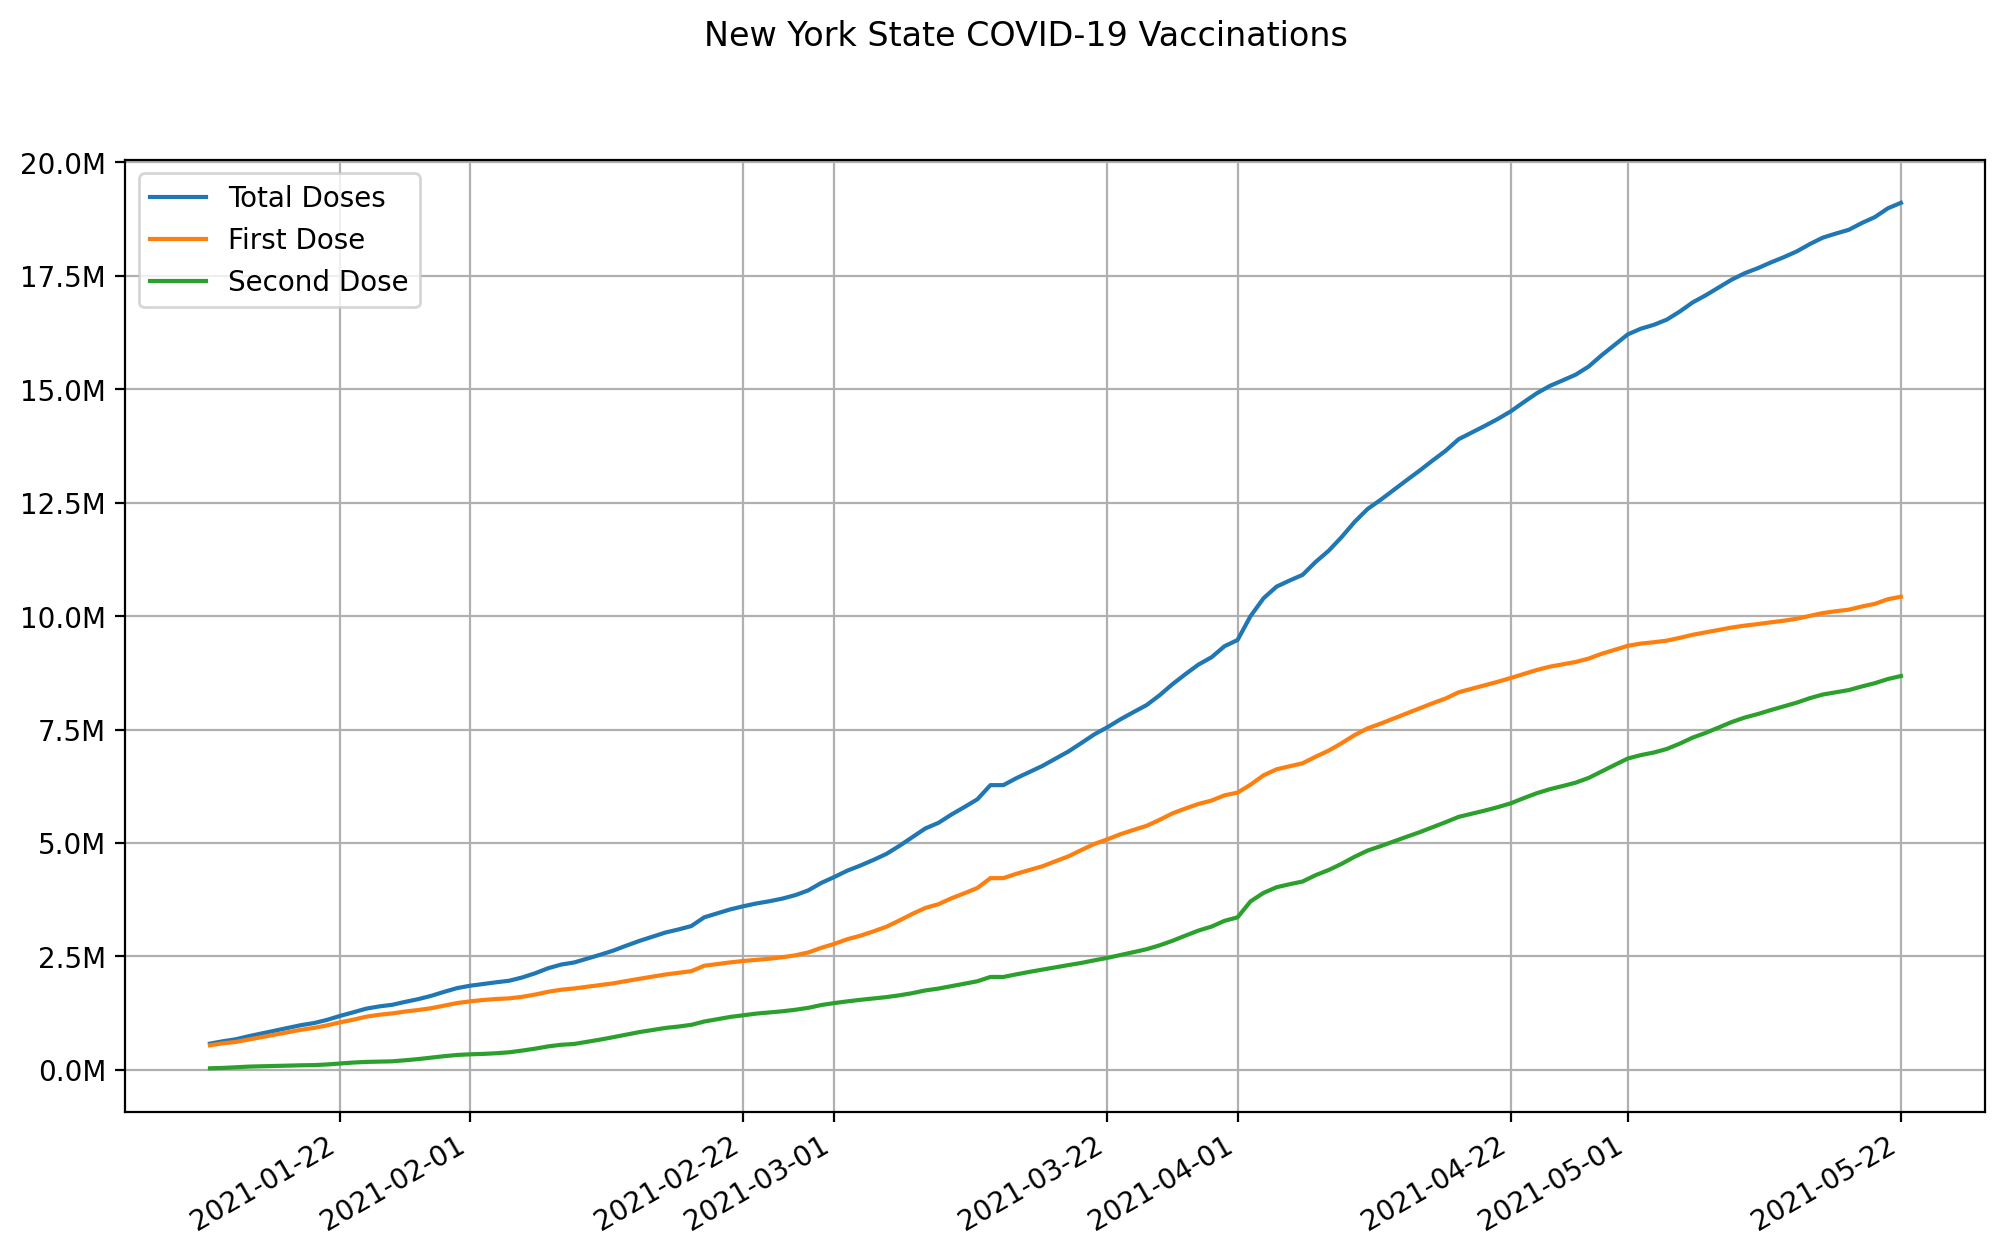 New York State COVID-19 Vaccinations
20.0M
17.5M
15.0M
12.5M
10.0M
7.5M
5.0M
2.5M
0.0M
Total Doses
First Dose
Second Dose
2021-01-22
2021-02-01
2021-02-22
2021-03-01
2021-03-22
2021-04-01
2021-04-22
2021-05-01
2021-05-22